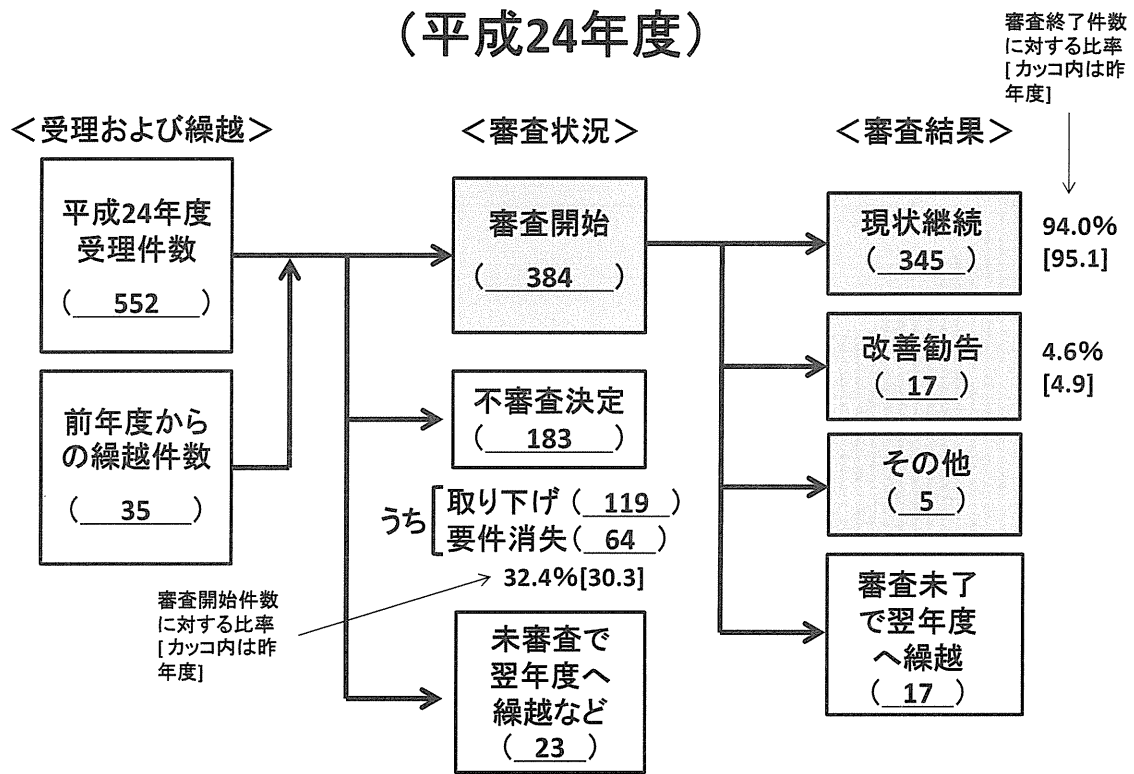 （平成24年度）
審査終了件数
に対する比率
[カッコ内は昨
年度]
＜受理および繰越＞
平成24年度
受理件数
（ 552 ）
前年度から
の繰越件数
（ 35 ）
＜審査状況＞
審査開始
（ 384 ）
不審査決定
（ 183 ）
うち
取り下げ（ 119 ）
要件消失（ 64 ）
32.4%[30.3]
審査開始件数
に対する比率
[カッコ内は昨
年度]
未審査で
翌年度へ
繰越など
（ 23 ）
＜審査結果＞
現状継続
（ 345 ）
94.0%
[95.1]
改善勧告
（ 17 ）
4.6%
[4.9]
その他
（ 5 ）
審査未了
で翌年度
へ繰越
（ 17 ）